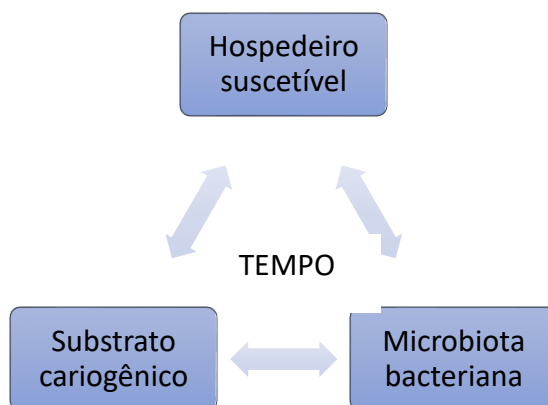 Hospedeiro
suscetível
TEMPO
Substrato
cariogênico
Microbiota
bacteriana